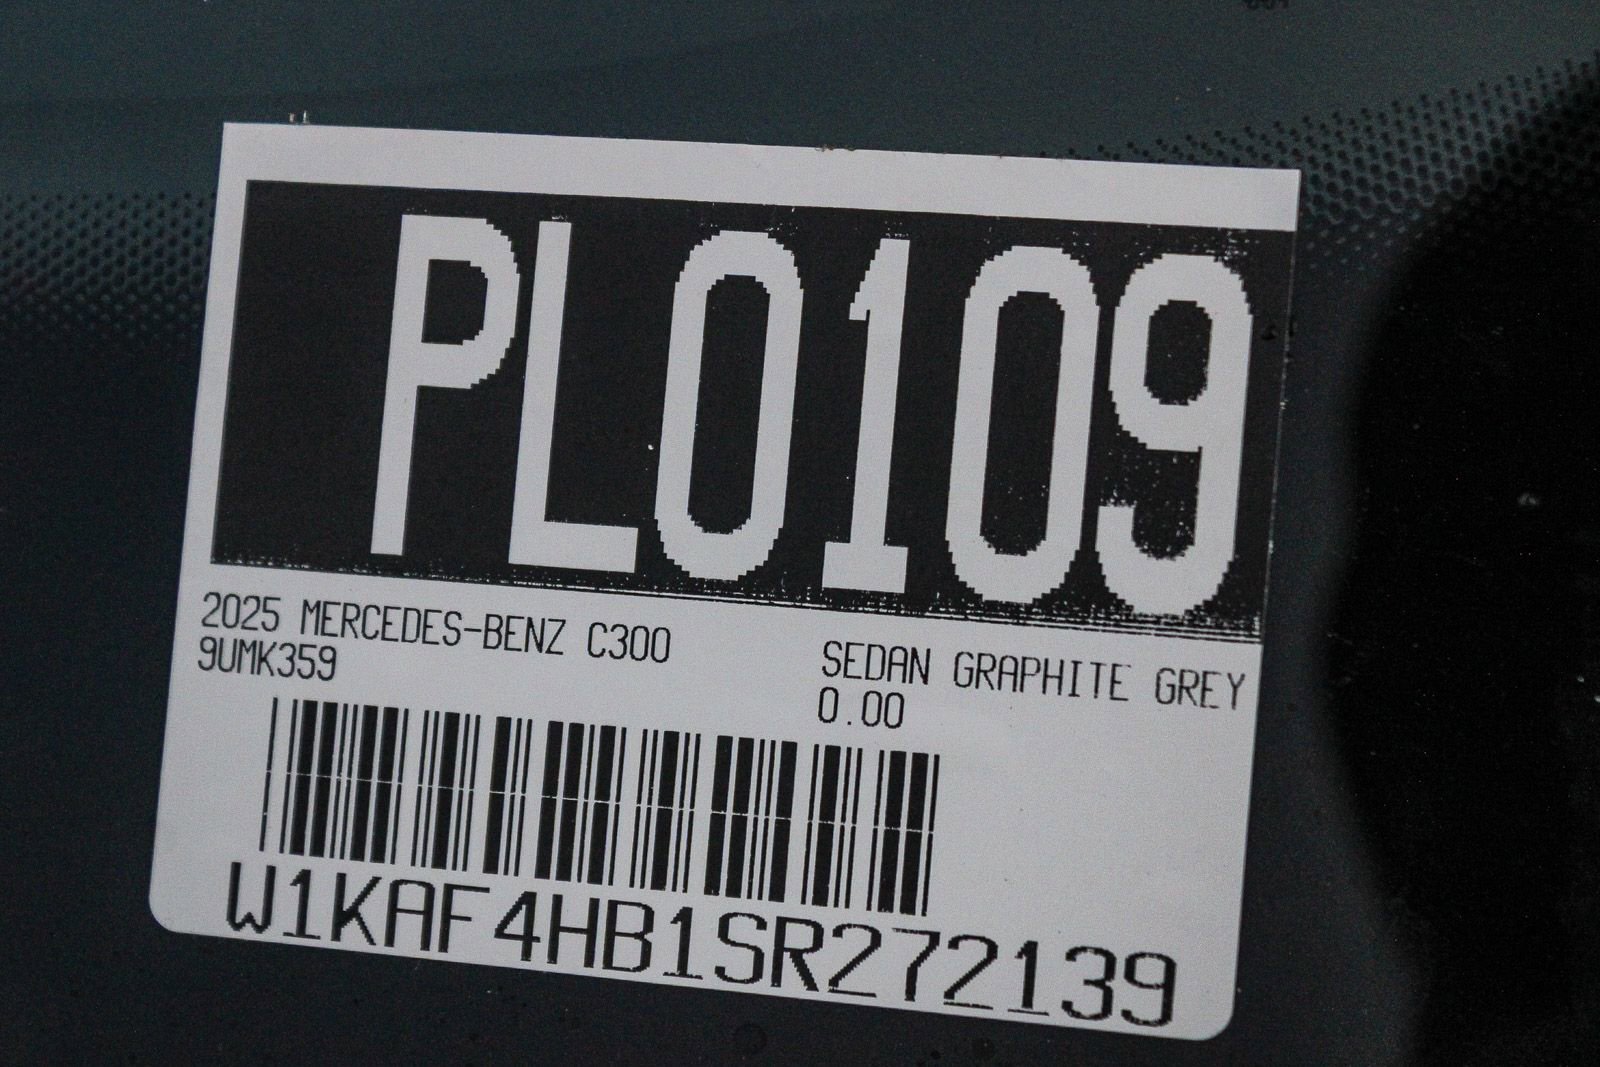 PL0109
2025 MERCEDES-BENZ C300
SEDAN GRAPHITE GREY
9UMK359
0.00
W1KAF4HB1SR272139